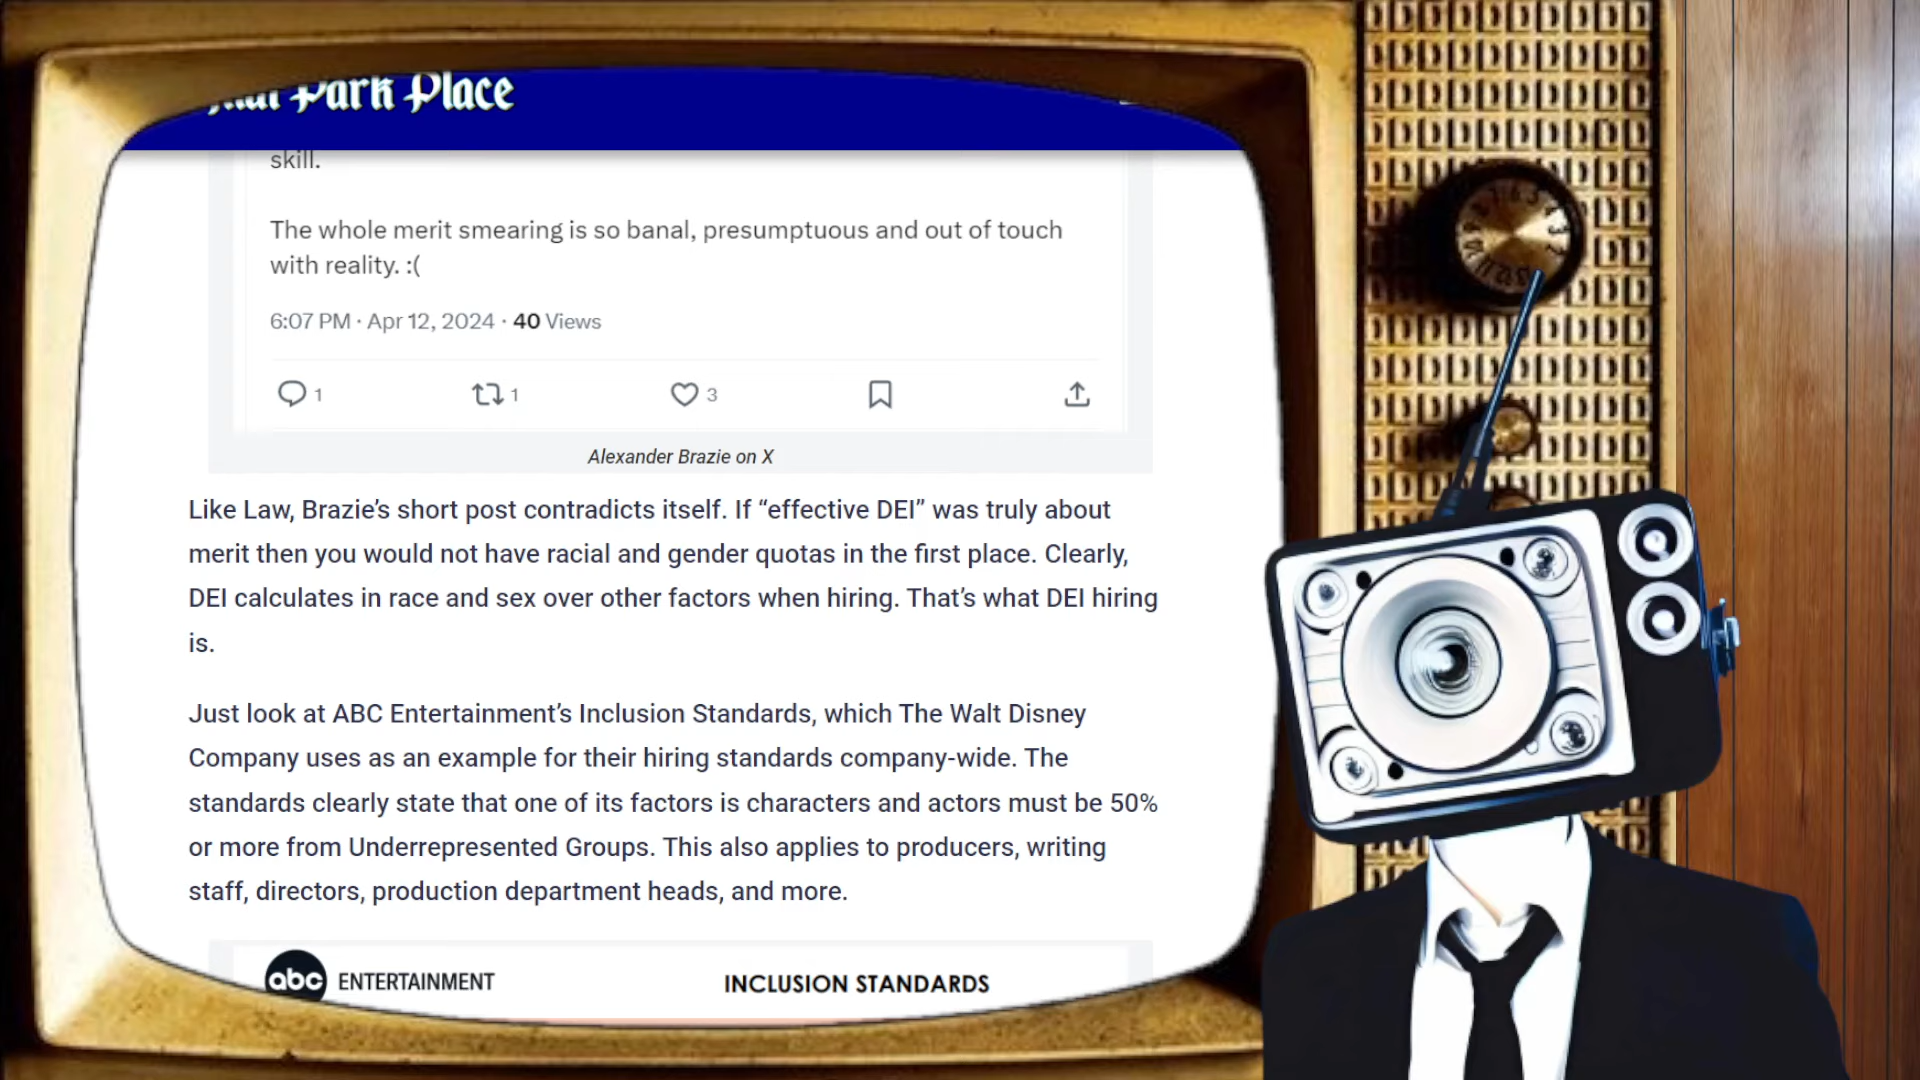 Park Place
skill.
The whole merit smearing is so banal, presumptuous and out of touch
with reality. :(
6:07 PM · Apr 12, 2024 · 40 Views
1 1 3
Alexander Brazie on X
Like Law, Brazie’s short post contradicts itself. If “effective DEI” was truly about
merit then you would not have racial and gender quotas in the first place. Clearly,
DEI calculates in race and sex over other factors when hiring. That’s what DEI hiring
is.
Just look at ABC Entertainment’s Inclusion Standards, which The Walt Disney
Company uses as an example for their hiring standards company-wide. The
standards clearly state that one of its factors is characters and actors must be 50%
or more from Underrepresented Groups. This also applies to producers, writing
staff, directors, production department heads, and more.
abc ENTERTAINMENT INCLUSION STANDARDS